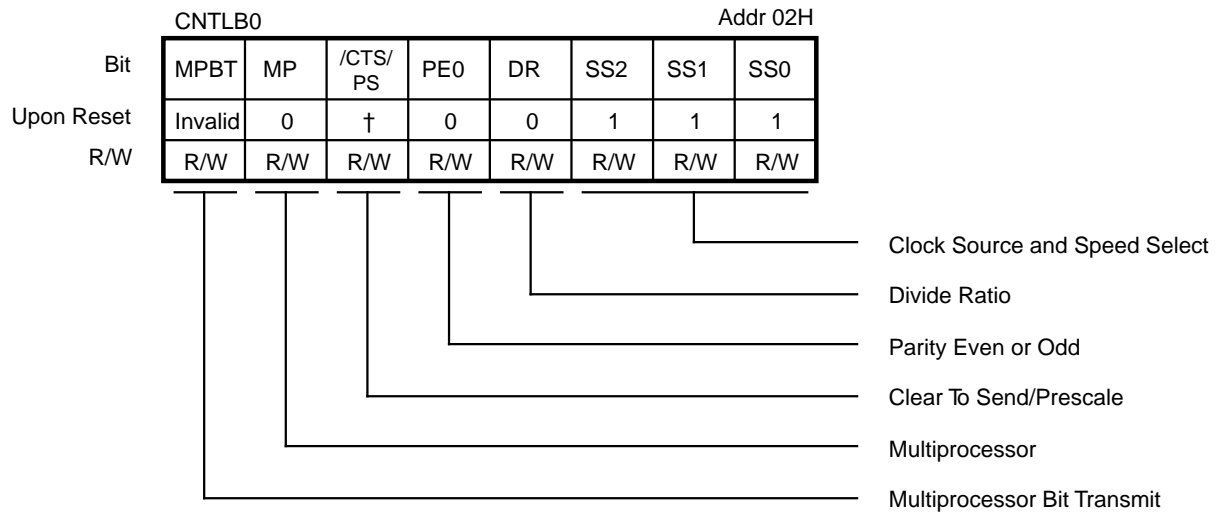 CNTLB0 Addr 02H
Bit MPBT MP /CTS/ PS PE0 DR SS2 SS1 SS0
Upon Reset Invalid 0 † 0 0 1 1 1
R/W R/W R/W R/W R/W R/W R/W R/W R/W
Clock Source and Speed Select
Divide Ratio
Parity Even or Odd
Clear To Send/Prescale
Multiprocessor
Multiprocessor Bit Transmit